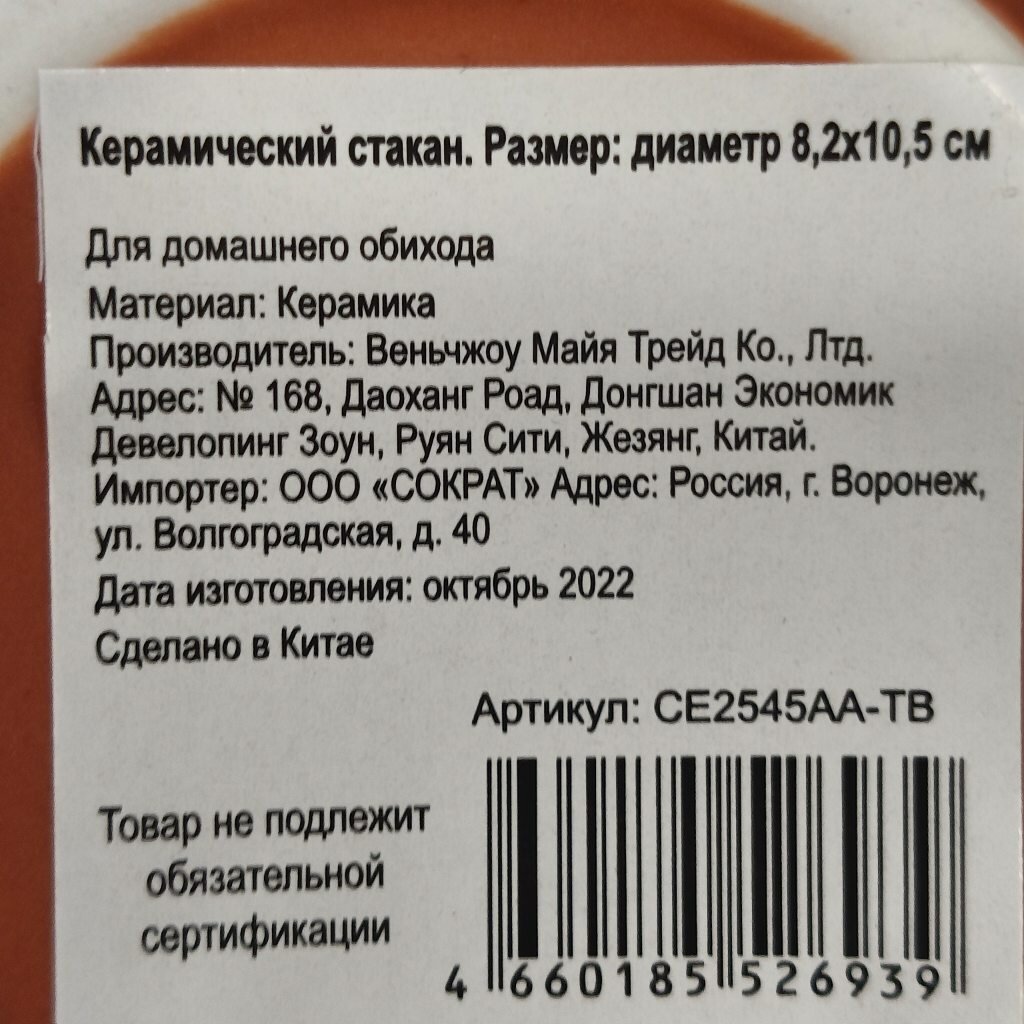 Керамический стакан. Размер: диаметр 8,2х10,5 см
Для домашнего обихода
Материал: Керамика
Производитель: Веньчжоу Майя Трейд Ко., Лтд.
Адрес: № 168, Даоханг Роад, Донгшан Экономик
Девелопинг Зоун, Руян Сити, Жезянг, Китай.
Импортер: ООО «СОКРАТ» Адрес: Россия, г. Воронеж,
ул. Волгоградская, д. 40
Дата изготовления: октябрь 2022
Сделано в Китае
Артикул: CE2545AA-TB
Товар не подлежит
обязательной
сертификации
4 660185 526939